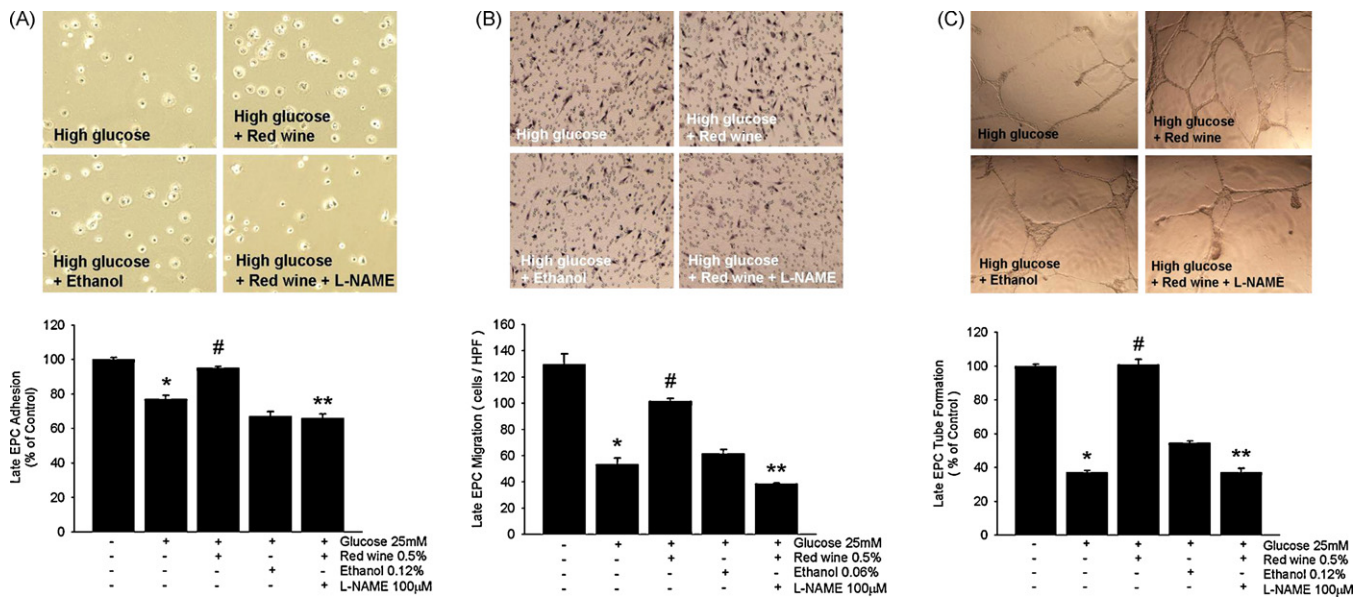 (A)
High glucose
High glucose
+ Red wine
High glucose
+ Ethanol
High glucose
+ Red wine + L-NAME
Late EPC Adhesion
(% of Control)
120
100
80
60
40
20
0
*
#
**
- + + + + Glucose 25mM
- - + - + Red wine 0.5%
- - - + - Ethanol 0.12%
- - - - + L-NAME 100µM
(B)
High glucose
High glucose
+ Red wine
High glucose
+ Ethanol
High glucose
+ Red wine + L-NAME
Late EPC Migration ( cells / HPF)
160
140
120
100
80
60
40
20
0
*
#
**
- + + + + Glucose 25mM
- - + - + Red wine 0.5%
- - - + - Ethanol 0.06%
- - - - + L-NAME 100µM
(C)
High glucose
High glucose
+ Red wine
High glucose
+ Ethanol
High glucose
+ Red wine + L-NAME
Late EPC Tube Formation
( % of Control)
120
100
80
60
40
20
0
*
#
**
- + + + + Glucose 25mM
- - + - + Red wine 0.5%
- - - + - Ethanol 0.12%
- - - - + L-NAME 100µM